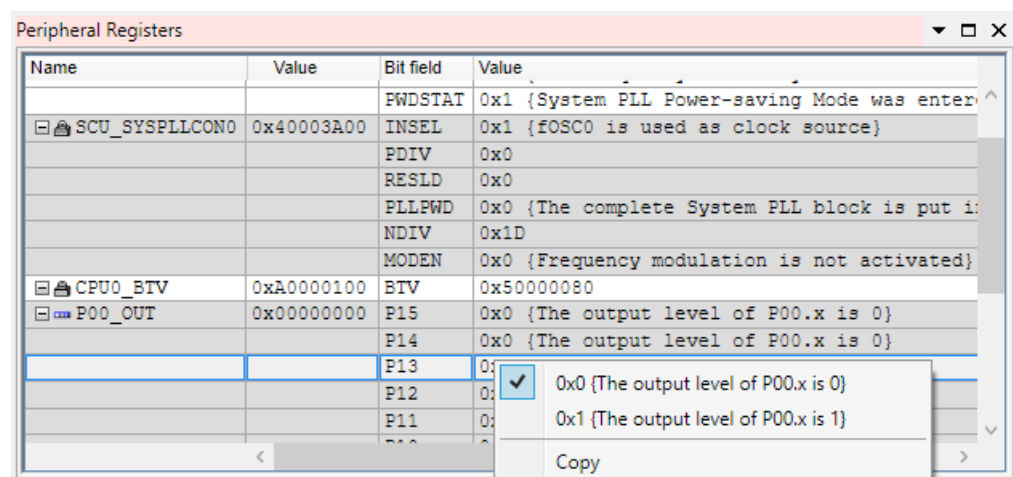 Peripheral Registers
Name Value Bit field Value
PWDSTAT 0x1 {System PLL Power-saving Mode was enter
SCU_SYSPLLCON0 0x40003A00 INSEL 0x1 {fOSC0 is used as clock source}
PDIV 0x0
RESLD 0x0
PLLPWD 0x0 {The complete System PLL block is put i
NDIV 0x1D
MODEN 0x0 {Frequency modulation is not activated}
CPU0_BTV 0xA0000100 BTV 0x50000080
P00_OUT 0x00000000 P15 0x0 {The output level of P00.x is 0}
P14 0x0 {The output level of P00.x is 0}
P13
0x0 {The output level of P00.x is 0}
P12
0x1 {The output level of P00.x is 1}
P11
Copy